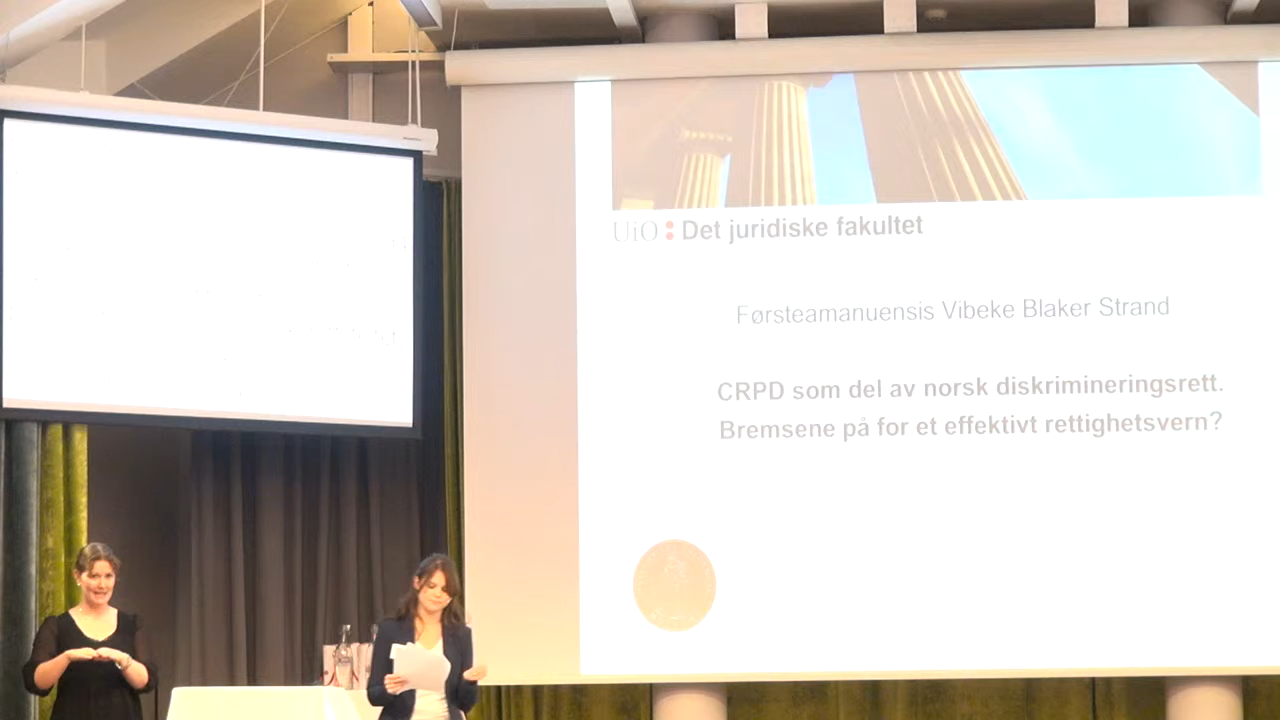 UiO : Det juridiske fakultet
Førsteamanuensis Vibeke Blaker Strand
CRPD som del av norsk diskrimineringsrett.
Bremsene på for et effektivt rettighetsvern?